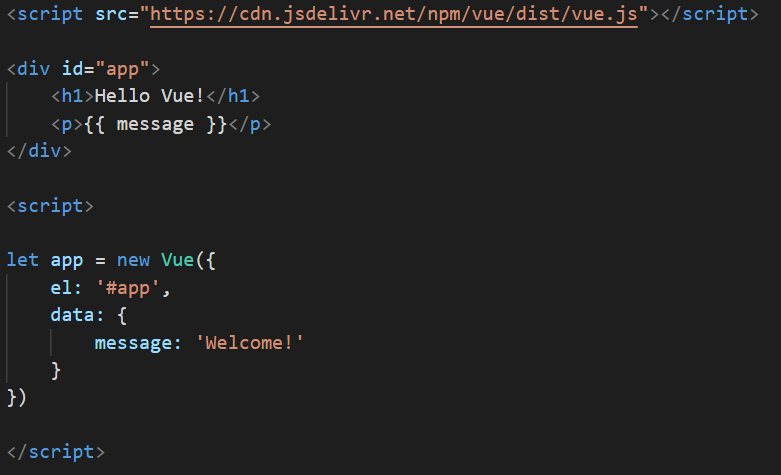 <script src="https://cdn.jsdelivr.net/npm/vue/dist/vue.js"></script>
<div id="app">
    <h1>Hello Vue!</h1>
    <p>{{ message }}</p>
</div>
<script>
let app = new Vue({
    el: '#app',
    data: {
        message: 'Welcome!'
    }
})
</script>